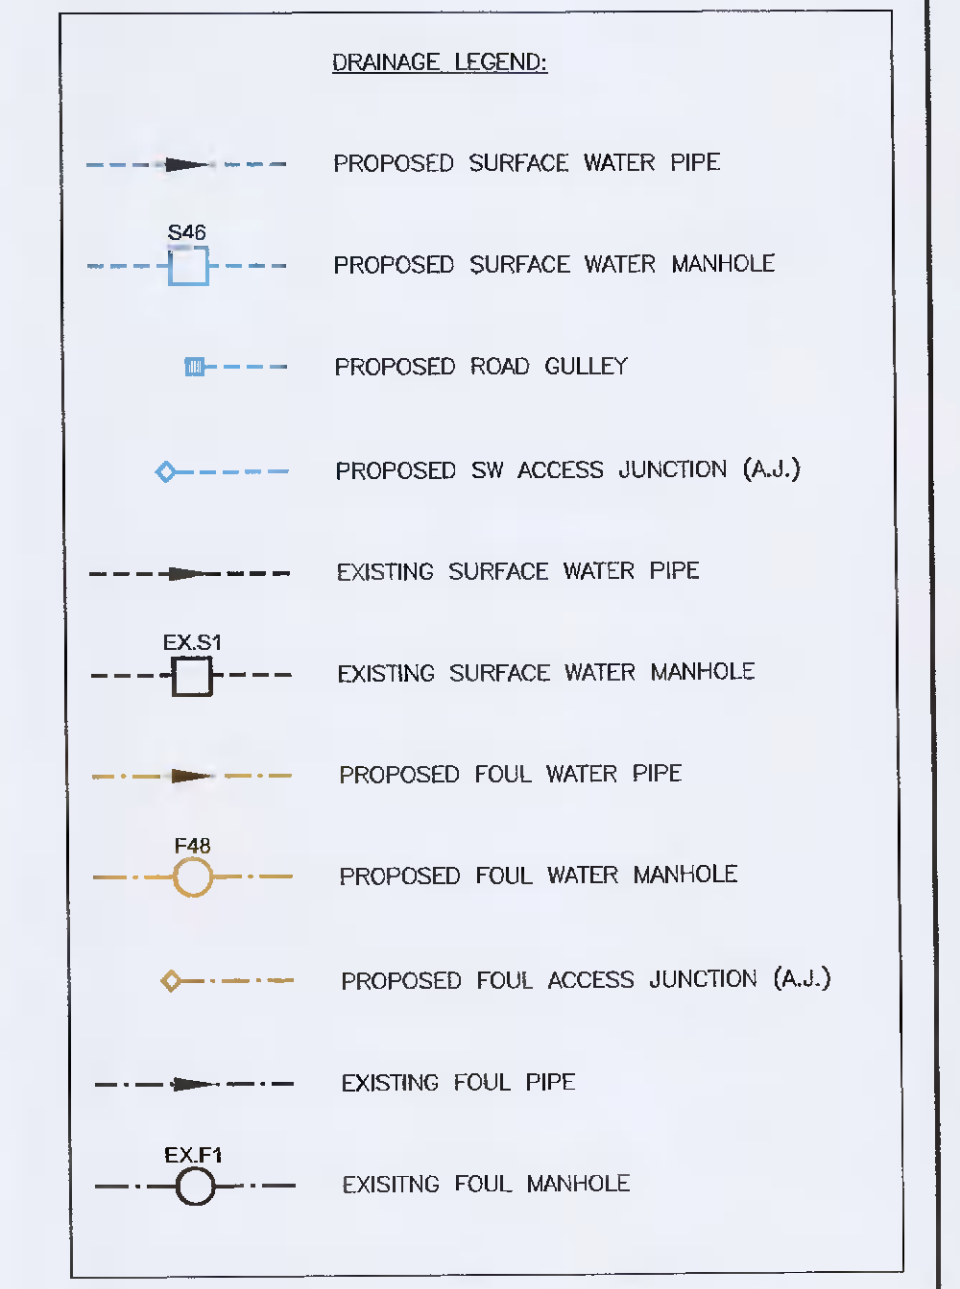 DRAINAGE LEGEND:
PROPOSED SURFACE WATER PIPE
S46
PROPOSED SURFACE WATER MANHOLE
PROPOSED ROAD GULLEY
PROPOSED SW ACCESS JUNCTION (A.J.)
EXISTING SURFACE WATER PIPE
EX.S1
EXISTING SURFACE WATER MANHOLE
PROPOSED FOUL WATER PIPE
F48
PROPOSED FOUL WATER MANHOLE
PROPOSED FOUL ACCESS JUNCTION (A.J.)
EXISTING FOUL PIPE
EX.F1
EXISITNG FOUL MANHOLE